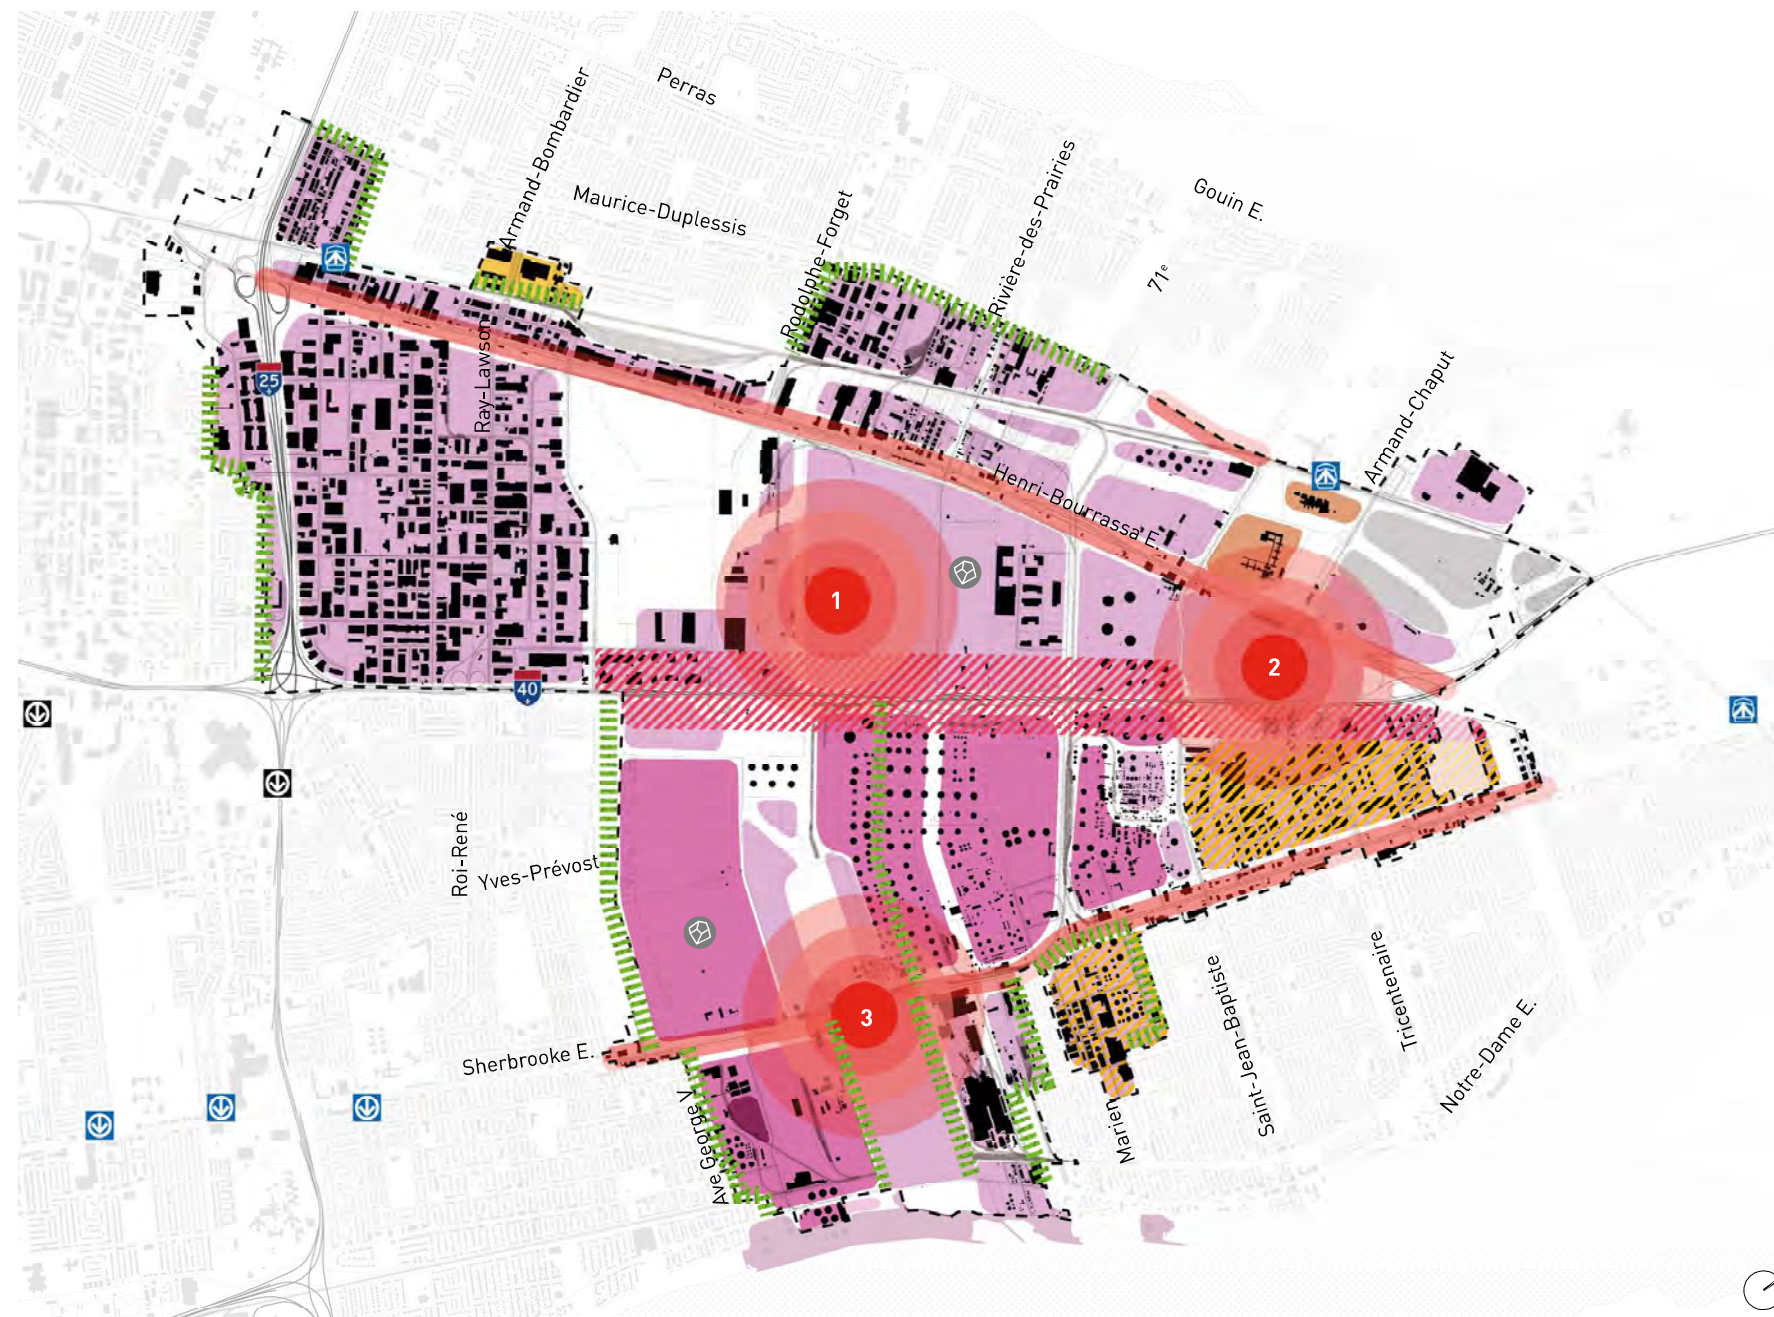 Perras
Armand-Bombardier
Maurice-Duplessis
Rodolphe-Forget
Rivière-des-Prairies
Gouin E.
71e
Armand-Chaput
Ray-Lawson
25
Henri-Bourrassa E.
1
2
40
Roi-René
Yves-Prévost
3
Sherbrooke E.
Ave George V
Marien
Saint-Jean-Baptiste
Tricentenaire
Notre-Dame E.